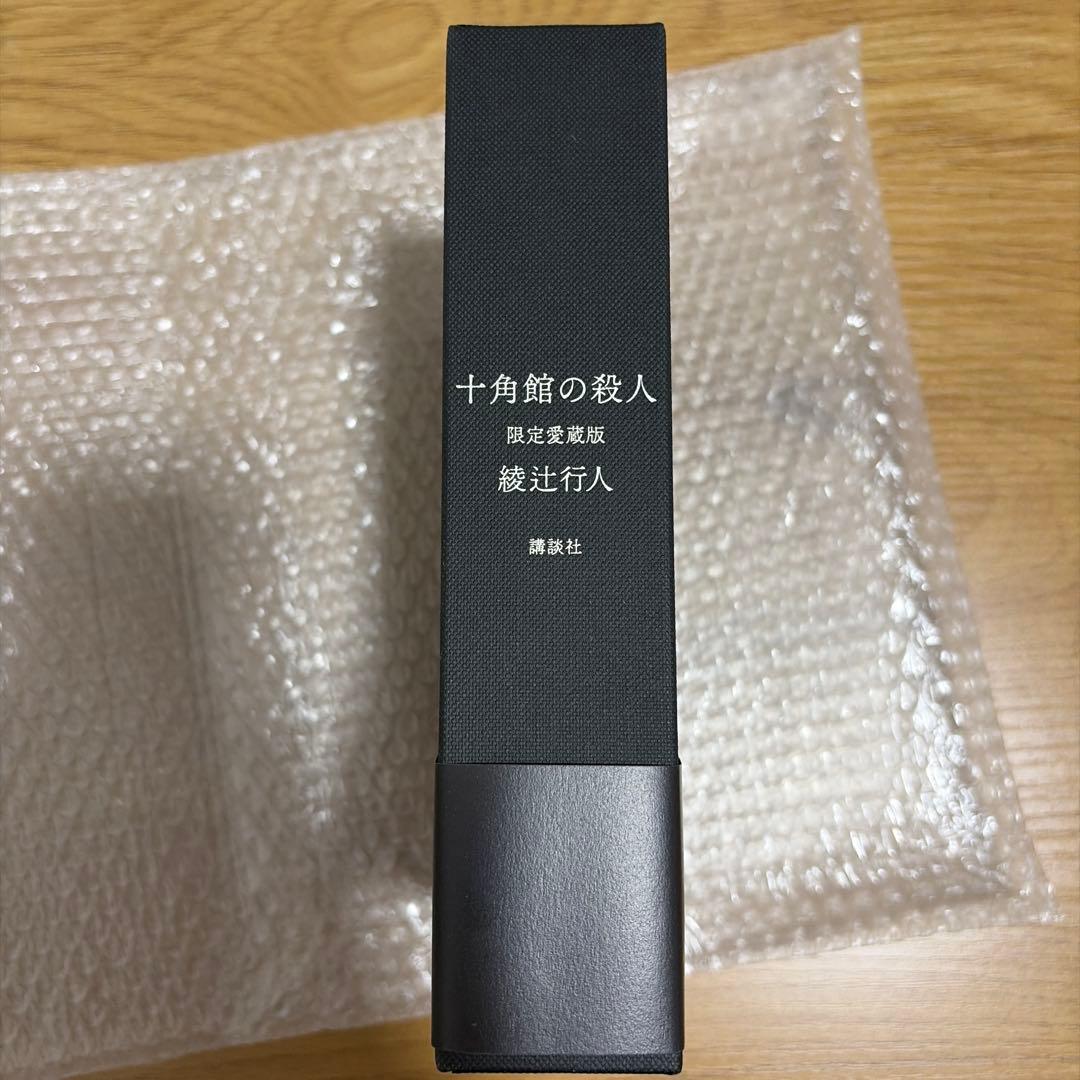 十角館の殺人
限定愛蔵版
綾辻行人
講談社